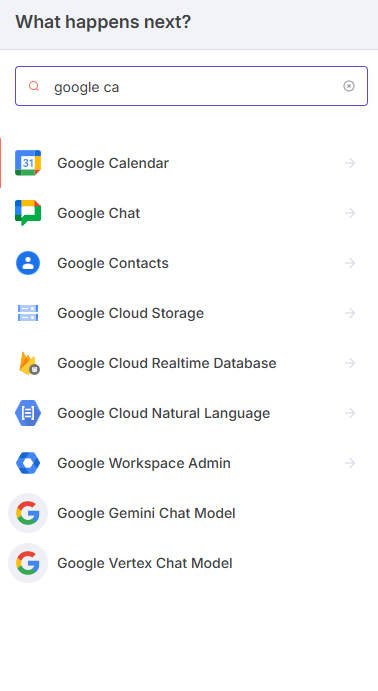 What happens next?
google ca
31
Google Calendar
Google Chat
Google Contacts
Google Cloud Storage
Google Cloud Realtime Database
Google Cloud Natural Language
Google Workspace Admin
Google Gemini Chat Model
Google Vertex Chat Model